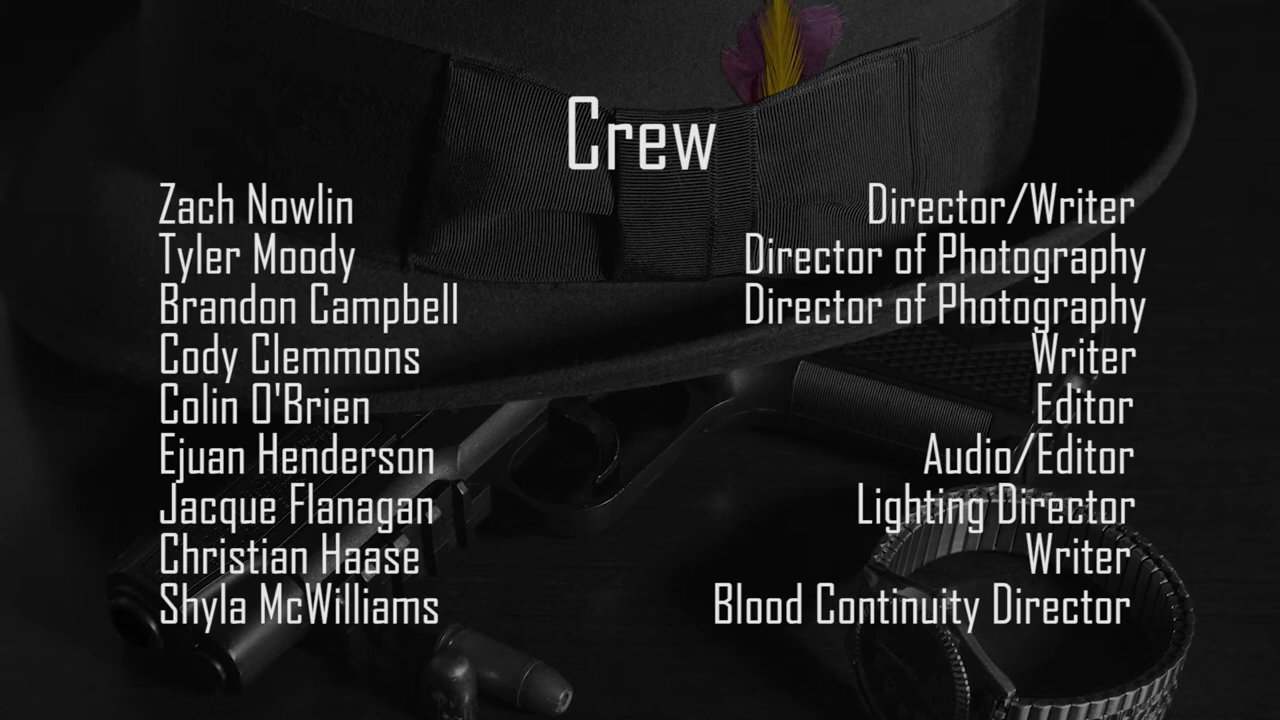 Crew
Zach Nowlin Director/Writer
Tyler Moody Director of Photography
Brandon Campbell Director of Photography
Cody Clemmons Writer
Colin O'Brien Editor
Ejuan Henderson Audio/Editor
Jacque Flanagan Lighting Director
Christian Haase Writer
Shyla McWilliams Blood Continuity Director